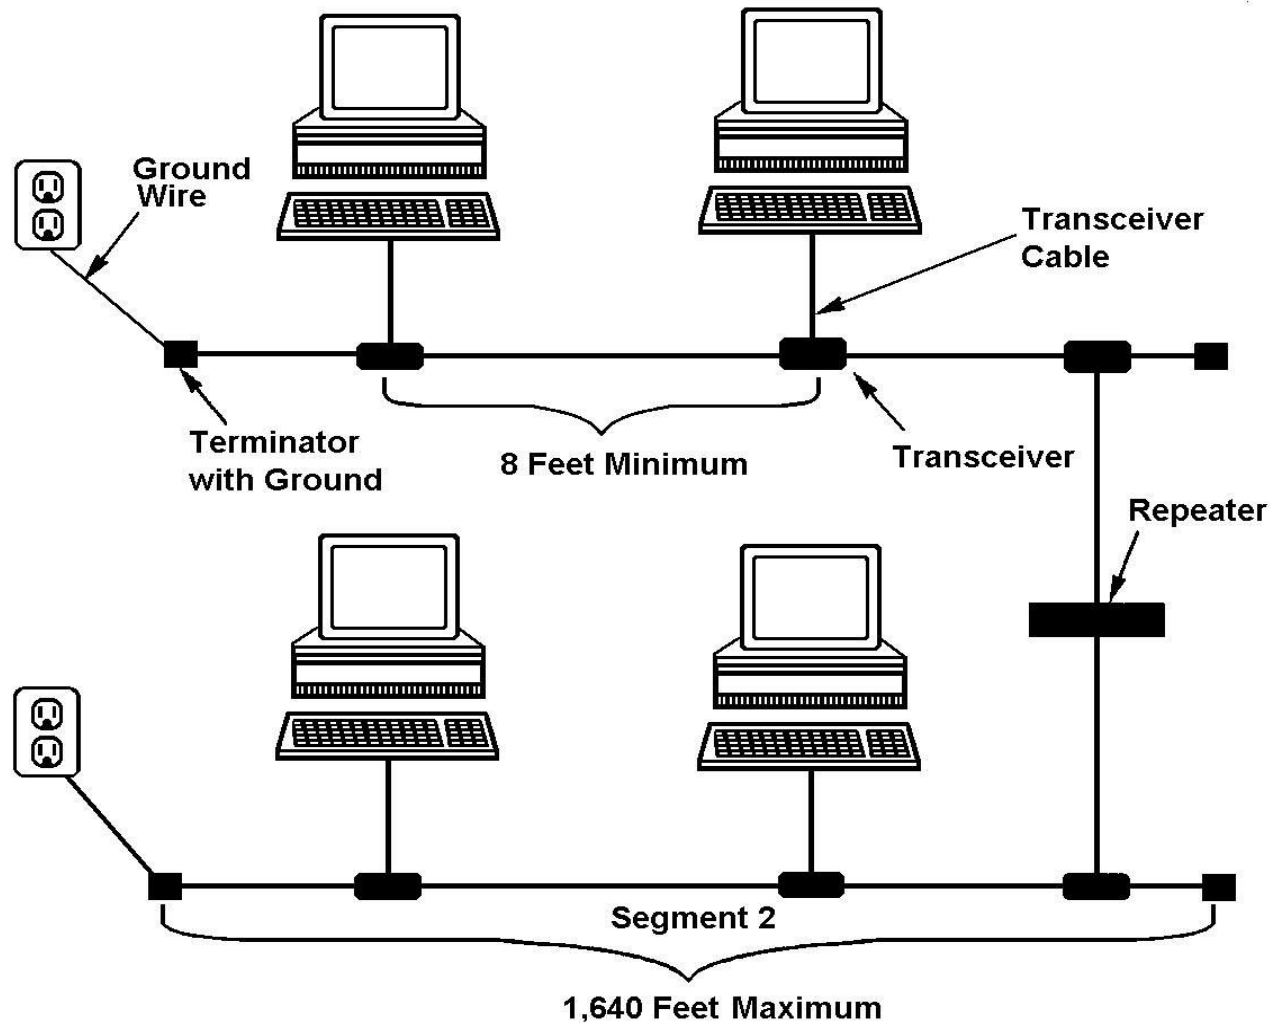 Ground
Wire
Transceiver
Cable
Terminator
with Ground
8 Feet Minimum
Transceiver
Repeater
Segment 2
1,640 Feet Maximum